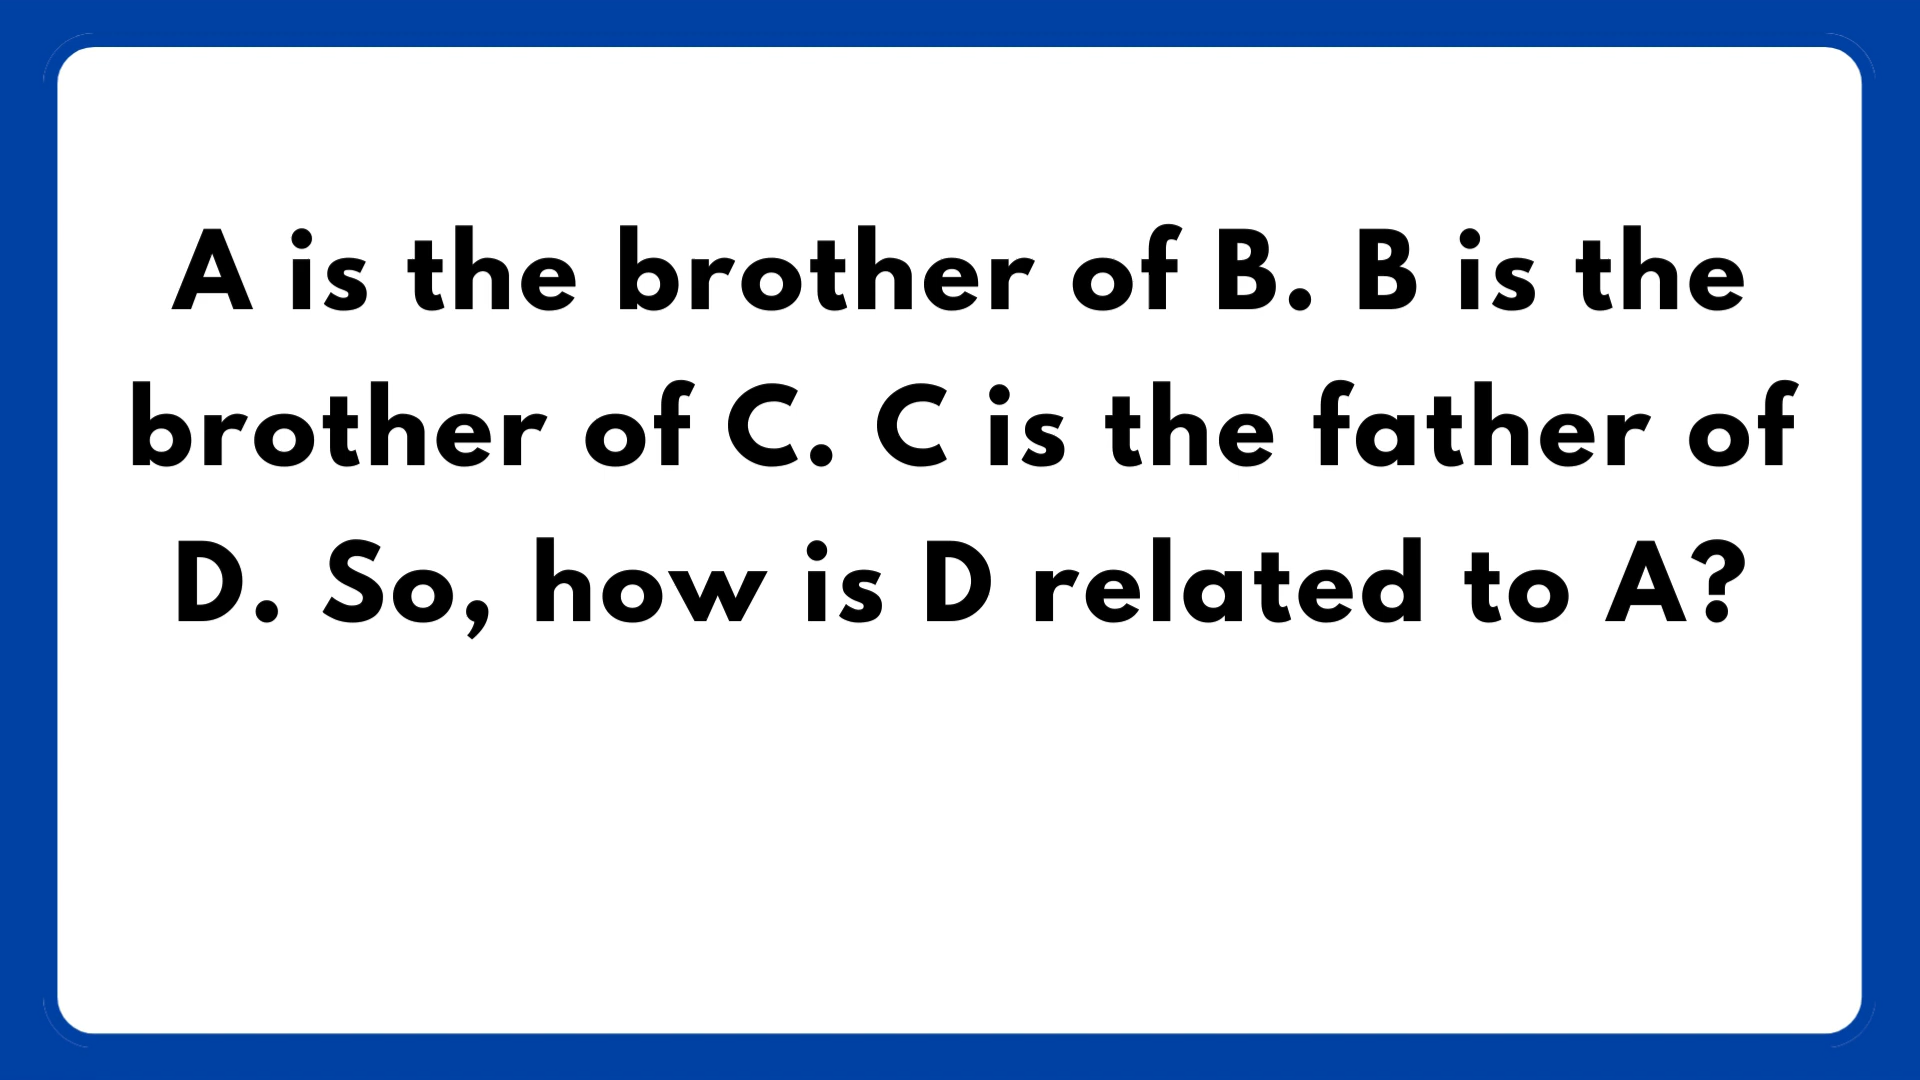 A is the brother of B. B is the
brother of C. C is the father of
D. So, how is D related to A?